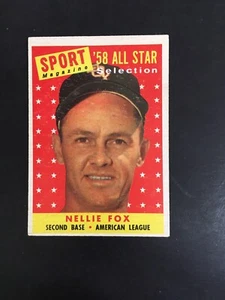 SPORT
Magazine
'58 ALL STAR
Selection
NELLIE FOX
SECOND BASE • AMERICAN LEAGUE